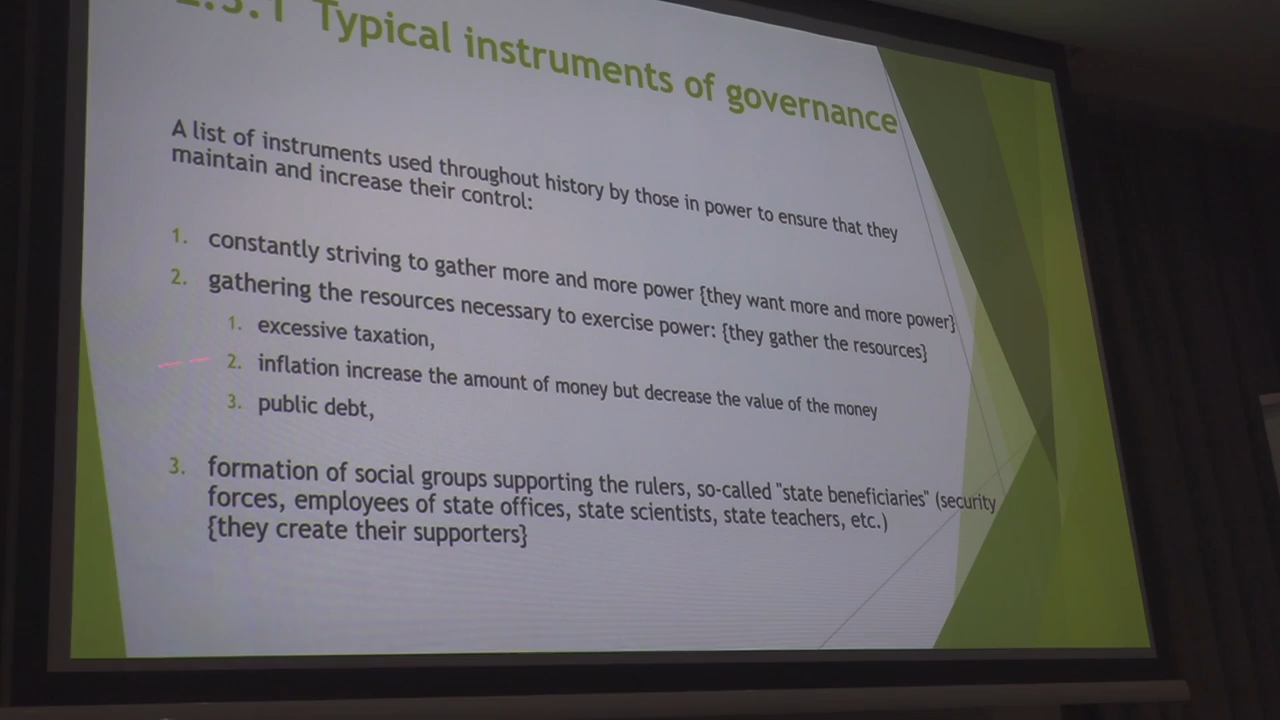 2.3.1 Typical instruments of governance
A list of instruments used throughout history by those in power to ensure that they
maintain and increase their control:
1. constantly striving to gather more and more power {they want more and more power}
2. gathering the resources necessary to exercise power: {they gather the resources}
1. excessive taxation,
2. inflation increase the amount of money but decrease the value of the money
3. public debt,
3. formation of social groups supporting the rulers, so-called "state beneficiaries" (security
forces, employees of state offices, state scientists, state teachers, etc.)
{they create their supporters}